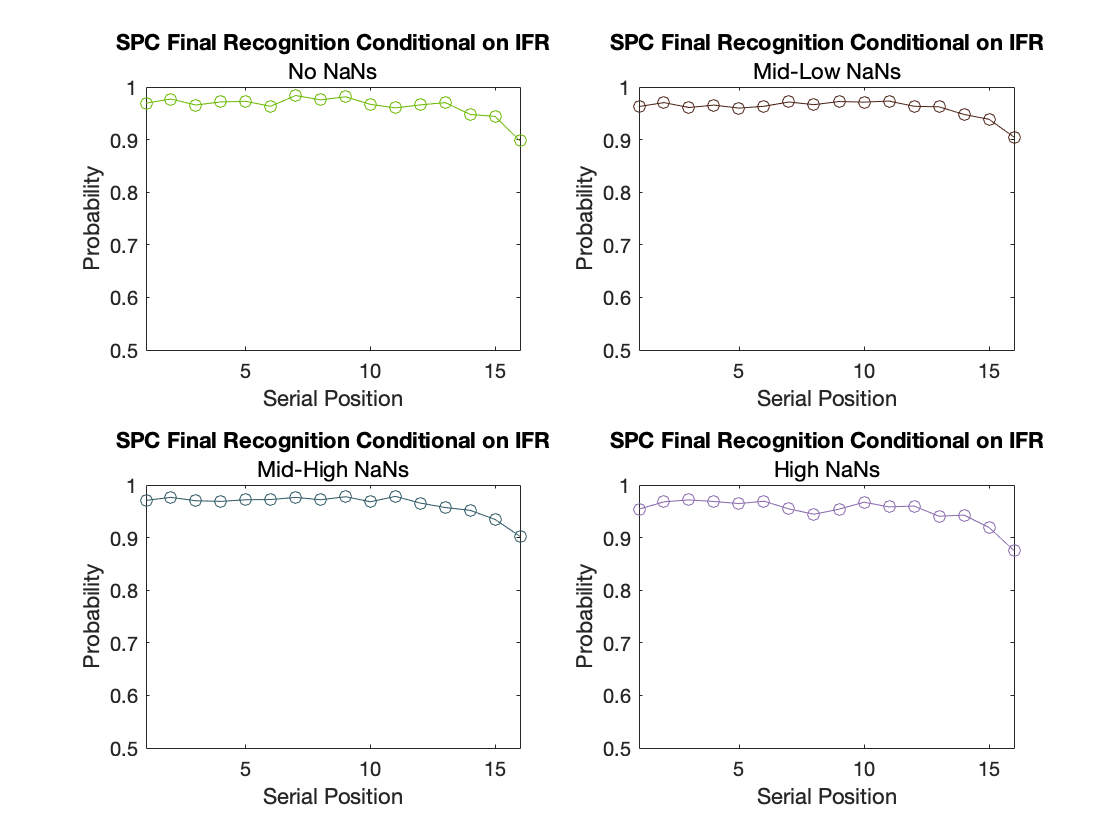 SPC Final Recognition Conditional on IFR
No NaNs
1
0.9
0.8
0.7
0.6
0.5
Probability
5 10 15
Serial Position
SPC Final Recognition Conditional on IFR
Mid-Low NaNs
1
0.9
0.8
0.7
0.6
0.5
Probability
5 10 15
Serial Position
SPC Final Recognition Conditional on IFR
Mid-High NaNs
1
0.9
0.8
0.7
0.6
0.5
Probability
5 10 15
Serial Position
SPC Final Recognition Conditional on IFR
High NaNs
1
0.9
0.8
0.7
0.6
0.5
Probability
5 10 15
Serial Position